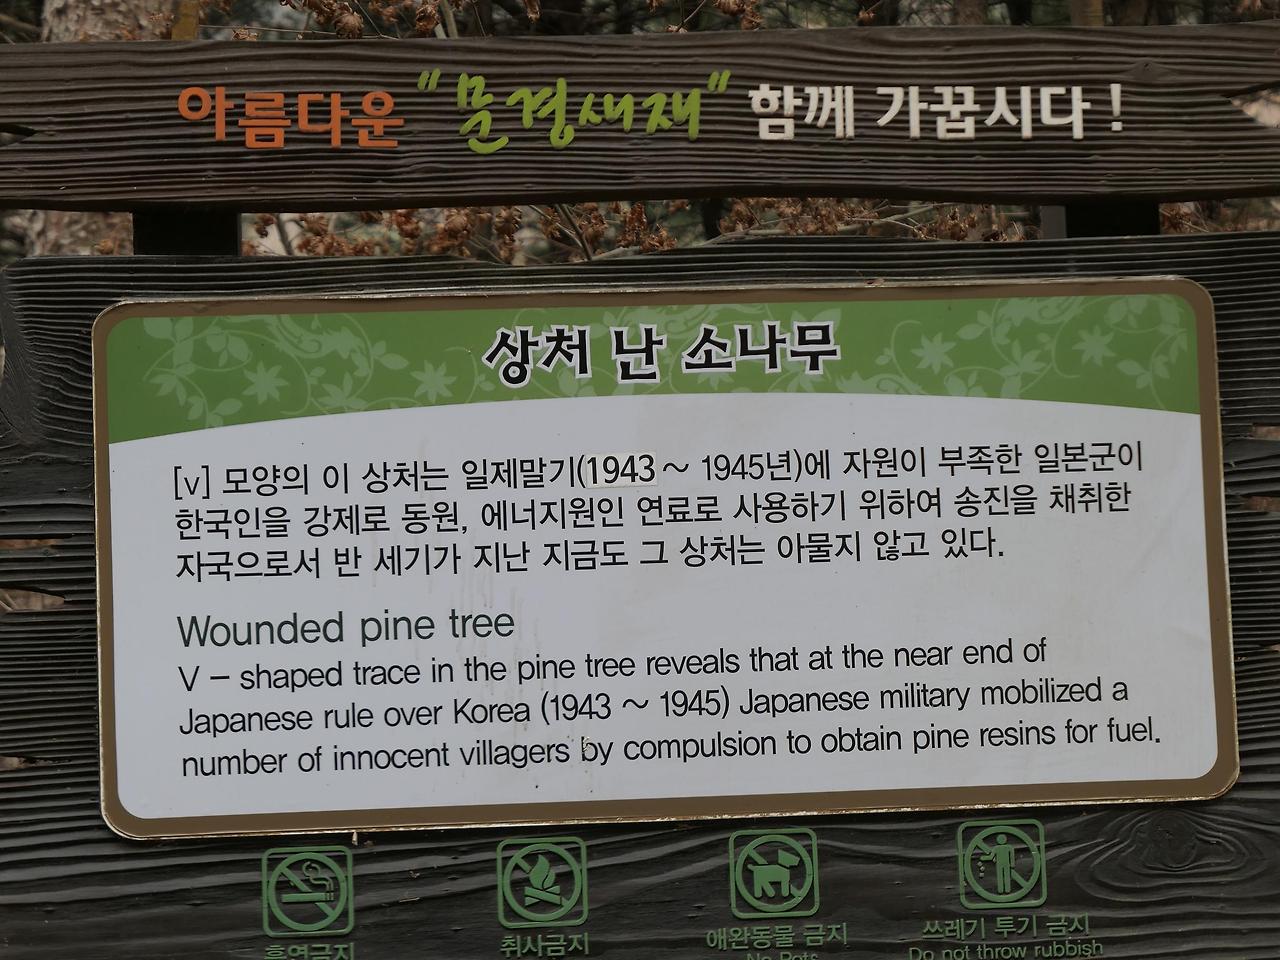 아름다운 "문경새재" 함께 가꿉시다!
상처 난 소나무
[v] 모양의 이 상처는 일제말기(1943～ 1945년)에 자원이 부족한 일본군이
한국인을 강제로 동원, 에너지원인 연료로 사용하기 위하여 송진을 채취한
자국으로서 반 세기가 지난 지금도 그 상처는 아물지 않고 있다.
Wounded pine tree
V – shaped trace in the pine tree reveals that at the near end of
Japanese rule over Korea (1943 ～ 1945) Japanese military mobilized a
number of innocent villagers by compulsion to obtain pine resins for fuel.
흡연금지 취사금지 애완동물 금지 쓰레기 투기 금지
No Pets Do not throw rubbish